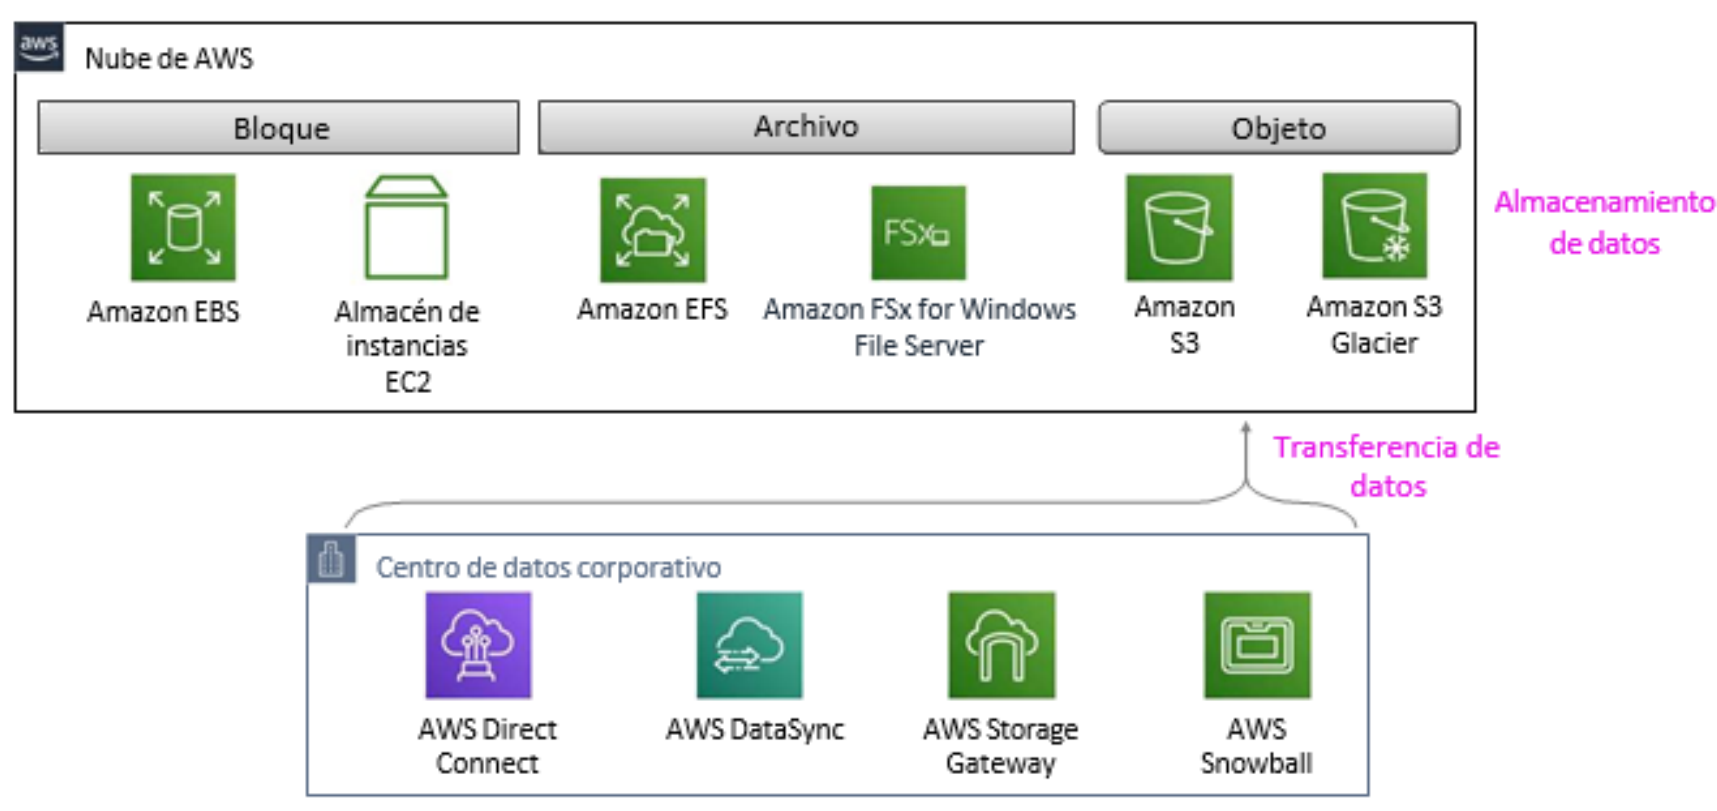 aws
Nube de AWS
Bloque
Archivo
Objeto
FSx
Amazon EBS
Almacén de
instancias
EC2
Amazon EFS
Amazon FSx for Windows
File Server
Amazon
S3
Amazon S3
Glacier
Almacenamiento
de datos
Transferencia de
datos
Centro de datos corporativo
AWS Direct
Connect
AWS DataSync
AWS Storage
Gateway
AWS
Snowball